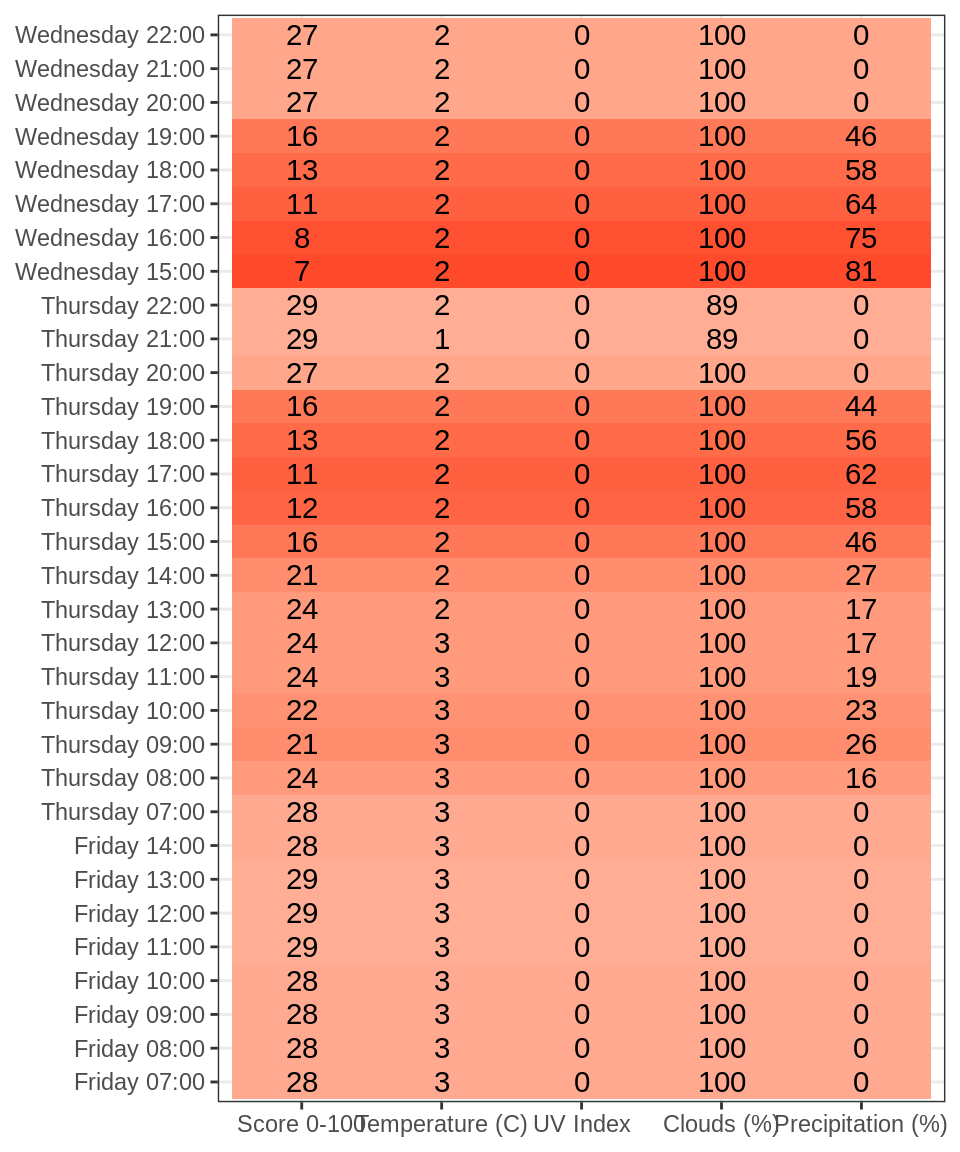 Wednesday 22:00 27 2 0 100 0
Wednesday 21:00 27 2 0 100 0
Wednesday 20:00 27 2 0 100 0
Wednesday 19:00 16 2 0 100 46
Wednesday 18:00 13 2 0 100 58
Wednesday 17:00 11 2 0 100 64
Wednesday 16:00 8 2 0 100 75
Wednesday 15:00 7 2 0 100 81
Thursday 22:00 29 2 0 89 0
Thursday 21:00 29 1 0 89 0
Thursday 20:00 27 2 0 100 0
Thursday 19:00 16 2 0 100 44
Thursday 18:00 13 2 0 100 56
Thursday 17:00 11 2 0 100 62
Thursday 16:00 12 2 0 100 58
Thursday 15:00 16 2 0 100 46
Thursday 14:00 21 2 0 100 27
Thursday 13:00 24 2 0 100 17
Thursday 12:00 24 3 0 100 17
Thursday 11:00 24 3 0 100 19
Thursday 10:00 22 3 0 100 23
Thursday 09:00 21 3 0 100 26
Thursday 08:00 24 3 0 100 16
Thursday 07:00 28 3 0 100 0
Friday 14:00 28 3 0 100 0
Friday 13:00 29 3 0 100 0
Friday 12:00 29 3 0 100 0
Friday 11:00 29 3 0 100 0
Friday 10:00 28 3 0 100 0
Friday 09:00 28 3 0 100 0
Friday 08:00 28 3 0 100 0
Friday 07:00 28 3 0 100 0
Score 0-100 Temperature (C) UV Index Clouds (%) Precipitation (%)